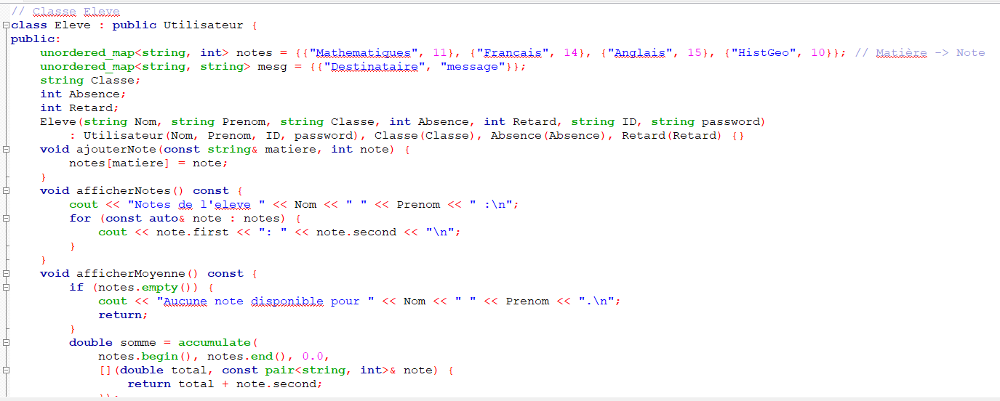 // Classe Eleve
class Eleve : public Utilisateur {
public:
    unordered_map<string, int> notes = {{"Mathematiques", 11}, {"Francais", 14}, {"Anglais", 15}, {"HistGeo", 10}}; // Matière -> Note
    unordered_map<string, string> mesg = {{"Destinataire", "message"}};
    string Classe;
    int Absence;
    int Retard;
    Eleve(string Nom, string Prenom, string Classe, int Absence, int Retard, string ID, string password)
        : Utilisateur(Nom, Prenom, ID, password), Classe(Classe), Absence(Absence), Retard(Retard) {}
    void ajouterNote(const string& matiere, int note) {
        notes[matiere] = note;
    }
    void afficherNotes() const {
        cout << "Notes de l'eleve " << Nom << " " << Prenom << " :\n";
        for (const auto& note : notes) {
            cout << note.first << ": " << note.second << "\n";
        }
    }
    void afficherMoyenne() const {
        if (notes.empty()) {
            cout << "Aucune note disponible pour " << Nom << " " << Prenom << ".\n";
            return;
        }
        double somme = accumulate(
            notes.begin(), notes.end(), 0.0,
            [](double total, const pair<string, int>& note) {
                return total + note.second;